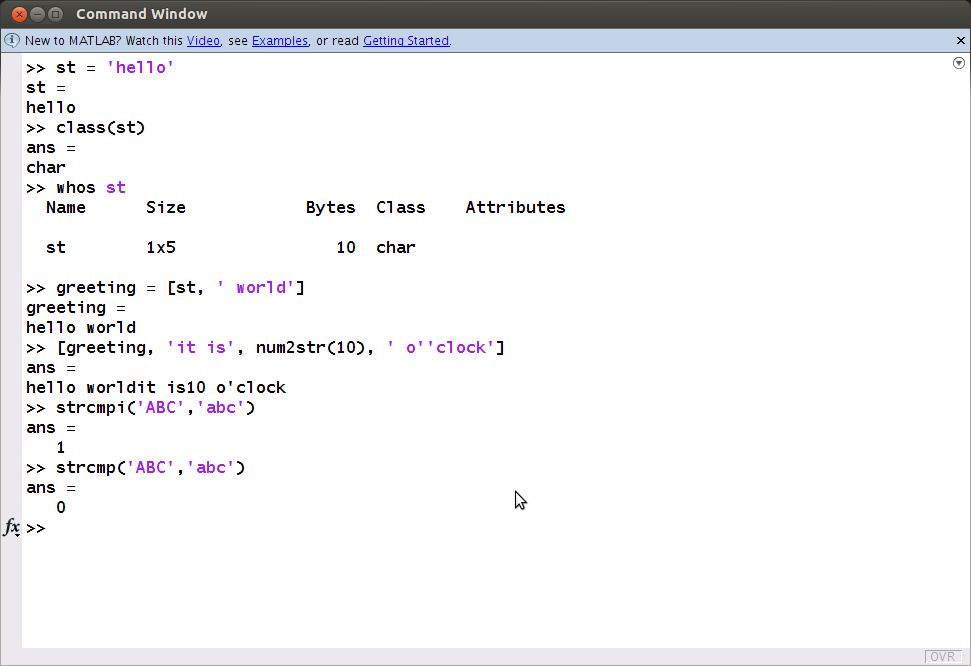 Command Window
New to MATLAB? Watch this Video, see Examples, or read Getting Started.
>> st = 'hello'
st =
hello
>> class(st)
ans =
char
>> whos st
  Name      Size            Bytes  Class    Attributes
  st        1x5                10  char
>> greeting = [st, ' world']
greeting =
hello world
>> [greeting, 'it is', num2str(10), ' o''clock']
ans =
hello worldit is10 o'clock
>> strcmpi('ABC','abc')
ans =
   1
>> strcmp('ABC','abc')
ans =
   0
fx >>
OVR